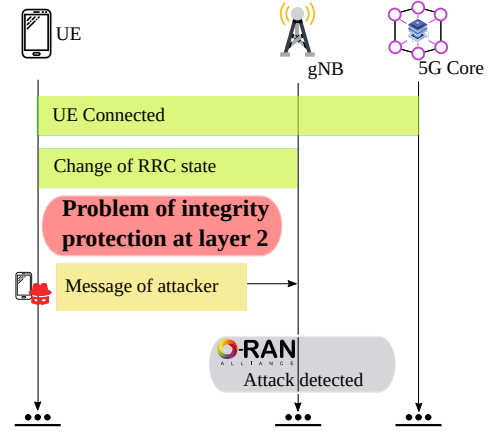 UE
gNB
5G Core
UE Connected
Change of RRC state
Problem of integrity
protection at layer 2
Message of attacker
O-RAN
ALLIANCE
Attack detected